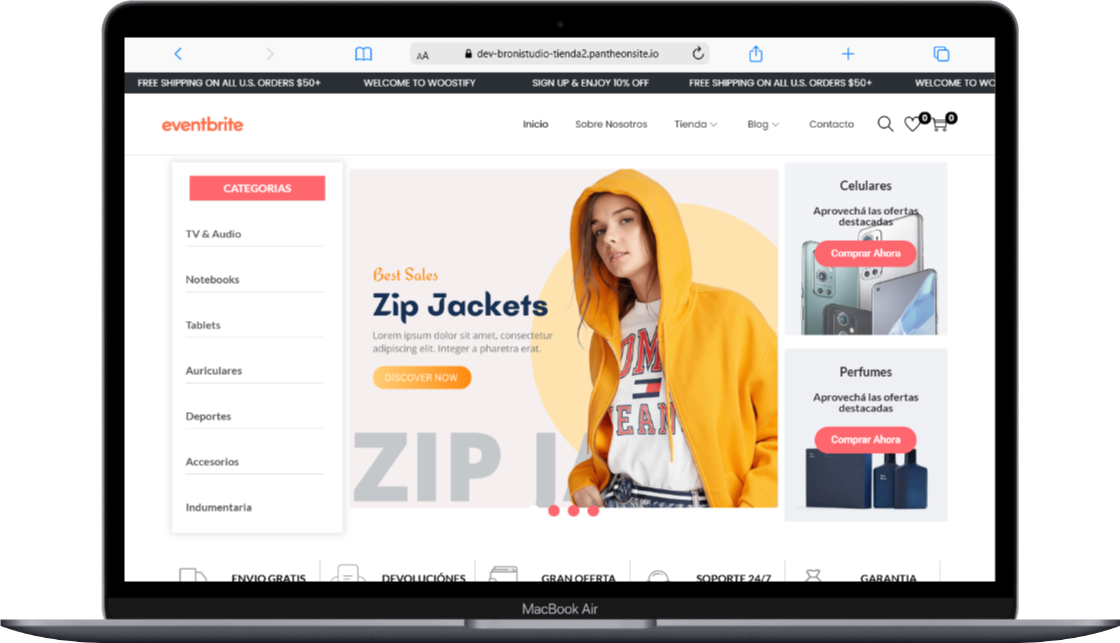 AA dev-bronistudio-tienda2.pantheonsite.io
FREE SHIPPING ON ALL U.S. ORDERS $50+ WELCOME TO WOOSTIFY SIGN UP & ENJOY 10% OFF FREE SHIPPING ON ALL U.S. ORDERS $50+ WELCOME TO WO
eventbrite Inicio Sobre Nosotros Tienda Blog Contacto 0 0
CATEGORIAS
TV & Audio
Notebooks
Tablets
Auriculares
Deportes
Accesorios
Indumentaria
Best Sales
Zip Jackets
Lorem ipsum dolor sit amet, consectetur
adipiscing elit. Integer a pharetra erat.
DISCOVER NOW
ZIP JA
TOMM
JEANS
Celulares
Aprovechá las ofertas
destacadas
Comprar Ahora
Perfumes
Aprovechá las ofertas
destacadas
Comprar Ahora
ENVIO GRATIS DEVOLUCIÓNES GRAN OFERTA SOPORTE 24/7 GARANTIA
MacBook Air